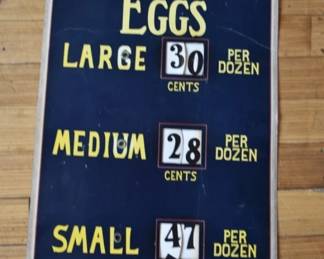 EGGS
LARGE 30 PER DOZEN
CENTS
MEDIUM 28 PER DOZEN
CENTS
SMALL 47 PER DOZEN